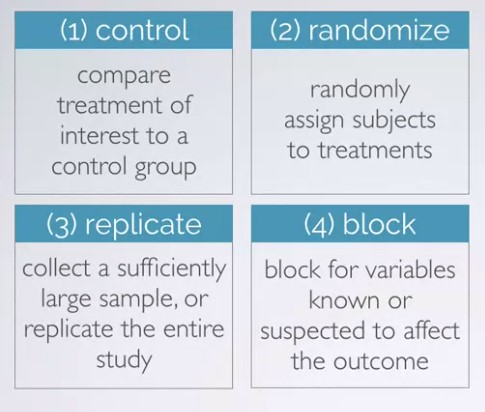 (1) control
compare
treatment of
interest to a
control group
(2) randomize
randomly
assign subjects
to treatments
(3) replicate
collect a sufficiently
large sample, or
replicate the entire
study
(4) block
block for variables
known or
suspected to affect
the outcome